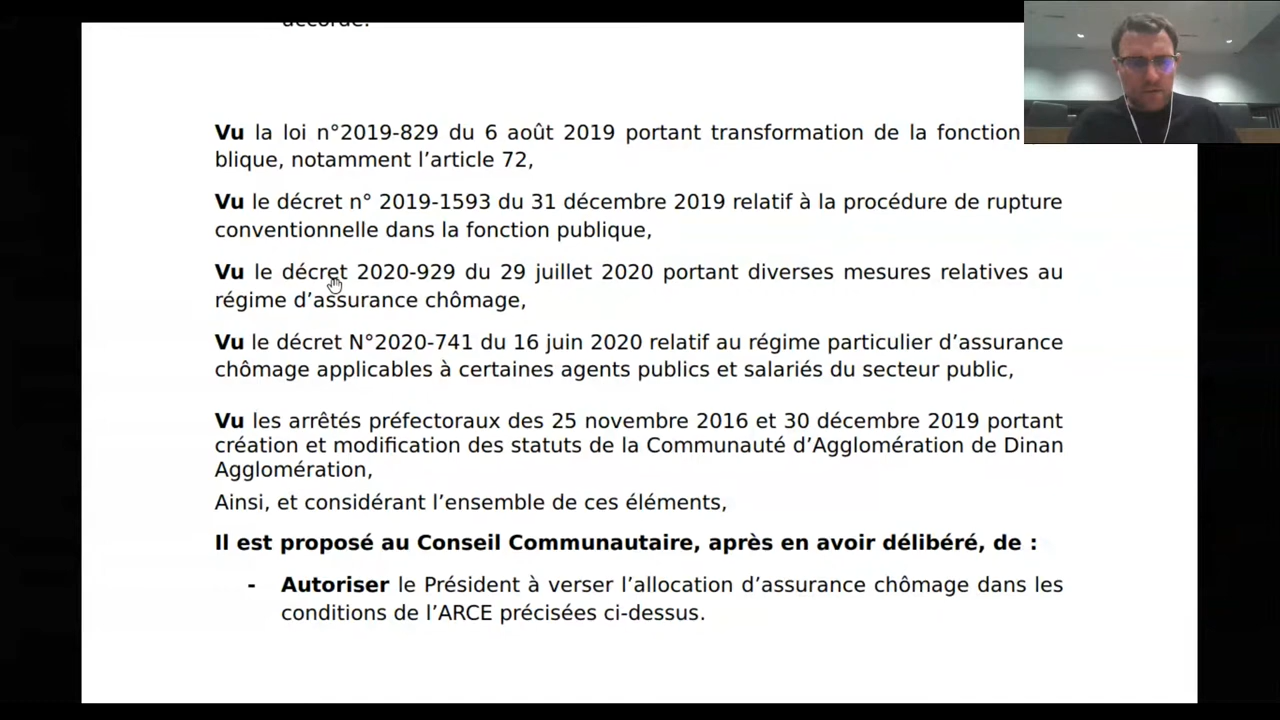 accordé.
Vu la loi n°2019-829 du 6 août 2019 portant transformation de la fonction
blique, notamment l’article 72,
Vu le décret n° 2019-1593 du 31 décembre 2019 relatif à la procédure de rupture
conventionnelle dans la fonction publique,
Vu le décret 2020-929 du 29 juillet 2020 portant diverses mesures relatives au
régime d’assurance chômage,
Vu le décret N°2020-741 du 16 juin 2020 relatif au régime particulier d’assurance
chômage applicables à certaines agents publics et salariés du secteur public,
Vu les arrêtés préfectoraux des 25 novembre 2016 et 30 décembre 2019 portant
création et modification des statuts de la Communauté d’Agglomération de Dinan
Agglomération,
Ainsi, et considérant l’ensemble de ces éléments,
Il est proposé au Conseil Communautaire, après en avoir délibéré, de :
- Autoriser le Président à verser l’allocation d’assurance chômage dans les
conditions de l’ARCE précisées ci-dessus.